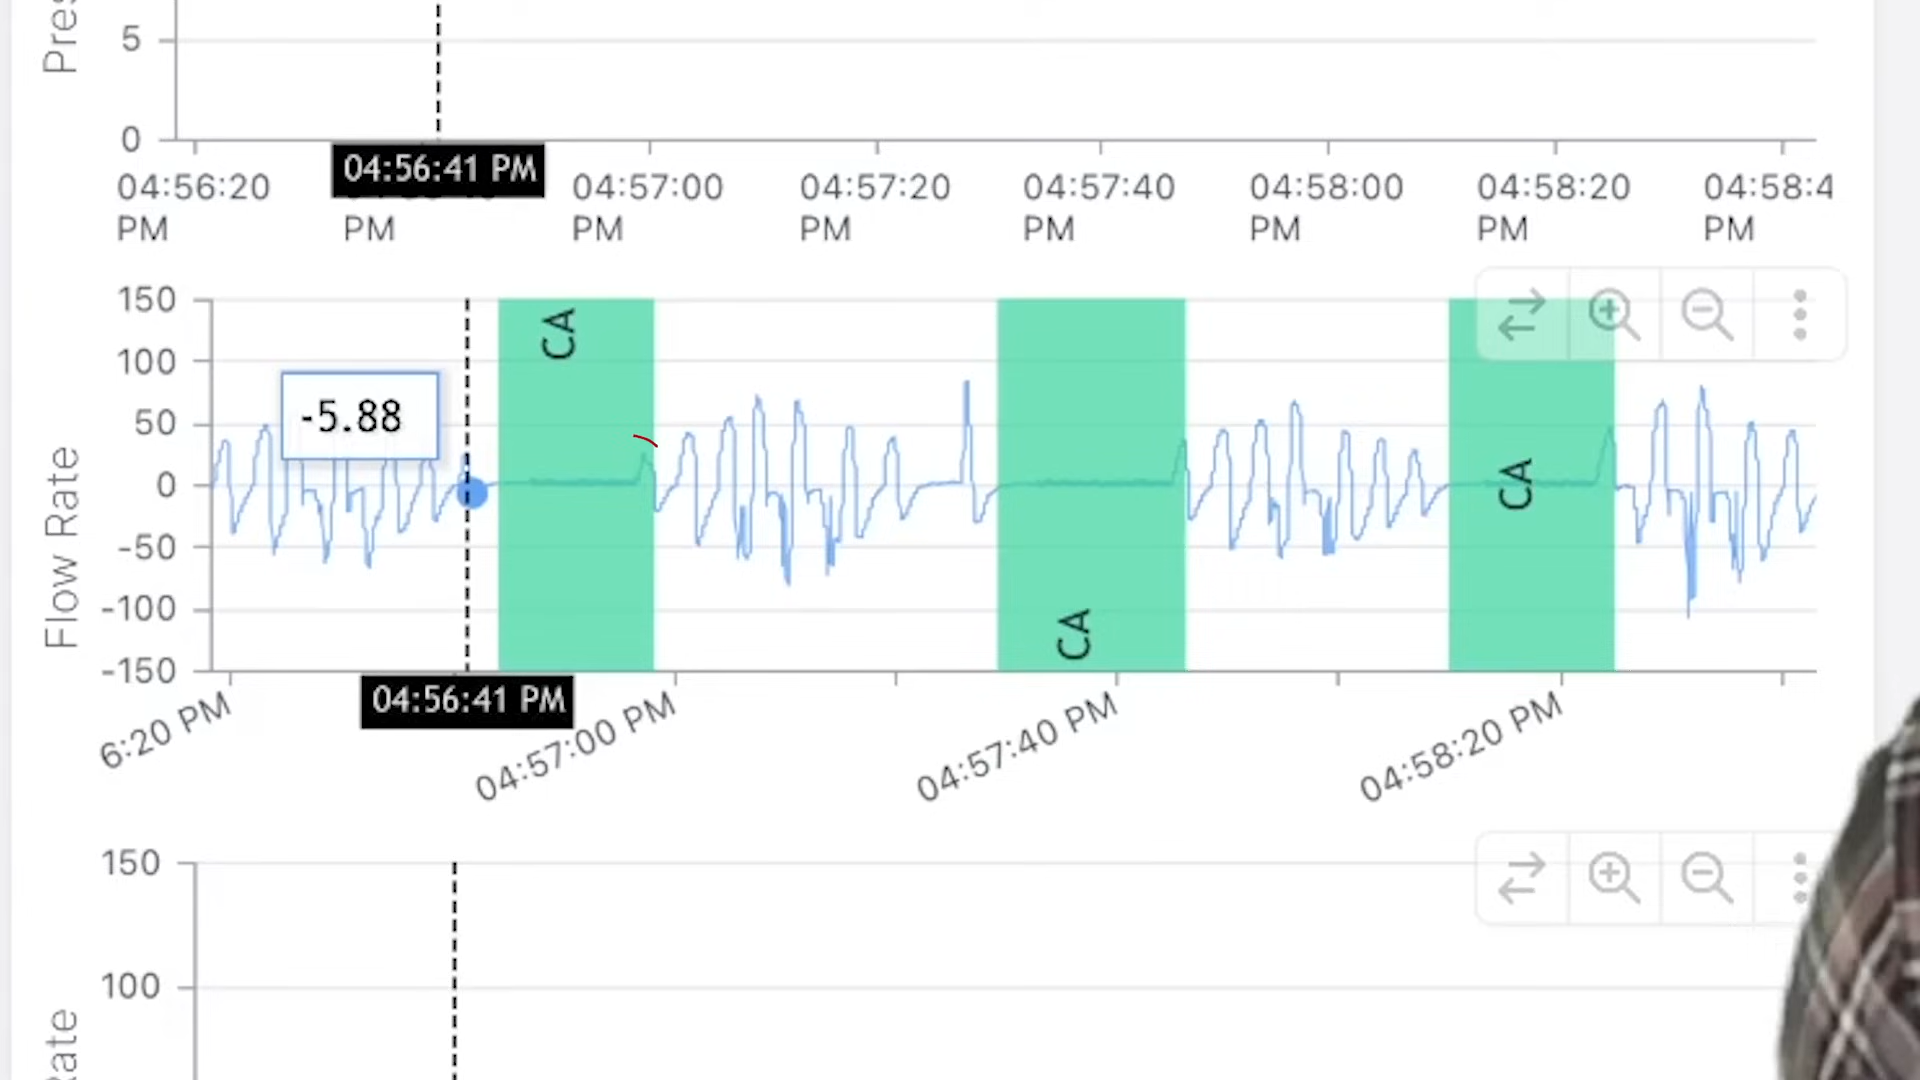 Pres
5
0
04:56:41 PM
04:56:20 PM
PM
04:57:00 PM
04:57:20 PM
04:57:40 PM
04:58:00 PM
04:58:20 PM
04:58:4
PM
Flow Rate
150
100
50
0
-50
-100
-150
-5.88
CA
CA
CA
6:20 PM
04:56:41 PM
04:57:00 PM
04:57:40 PM
04:58:20 PM
150
100
Rate